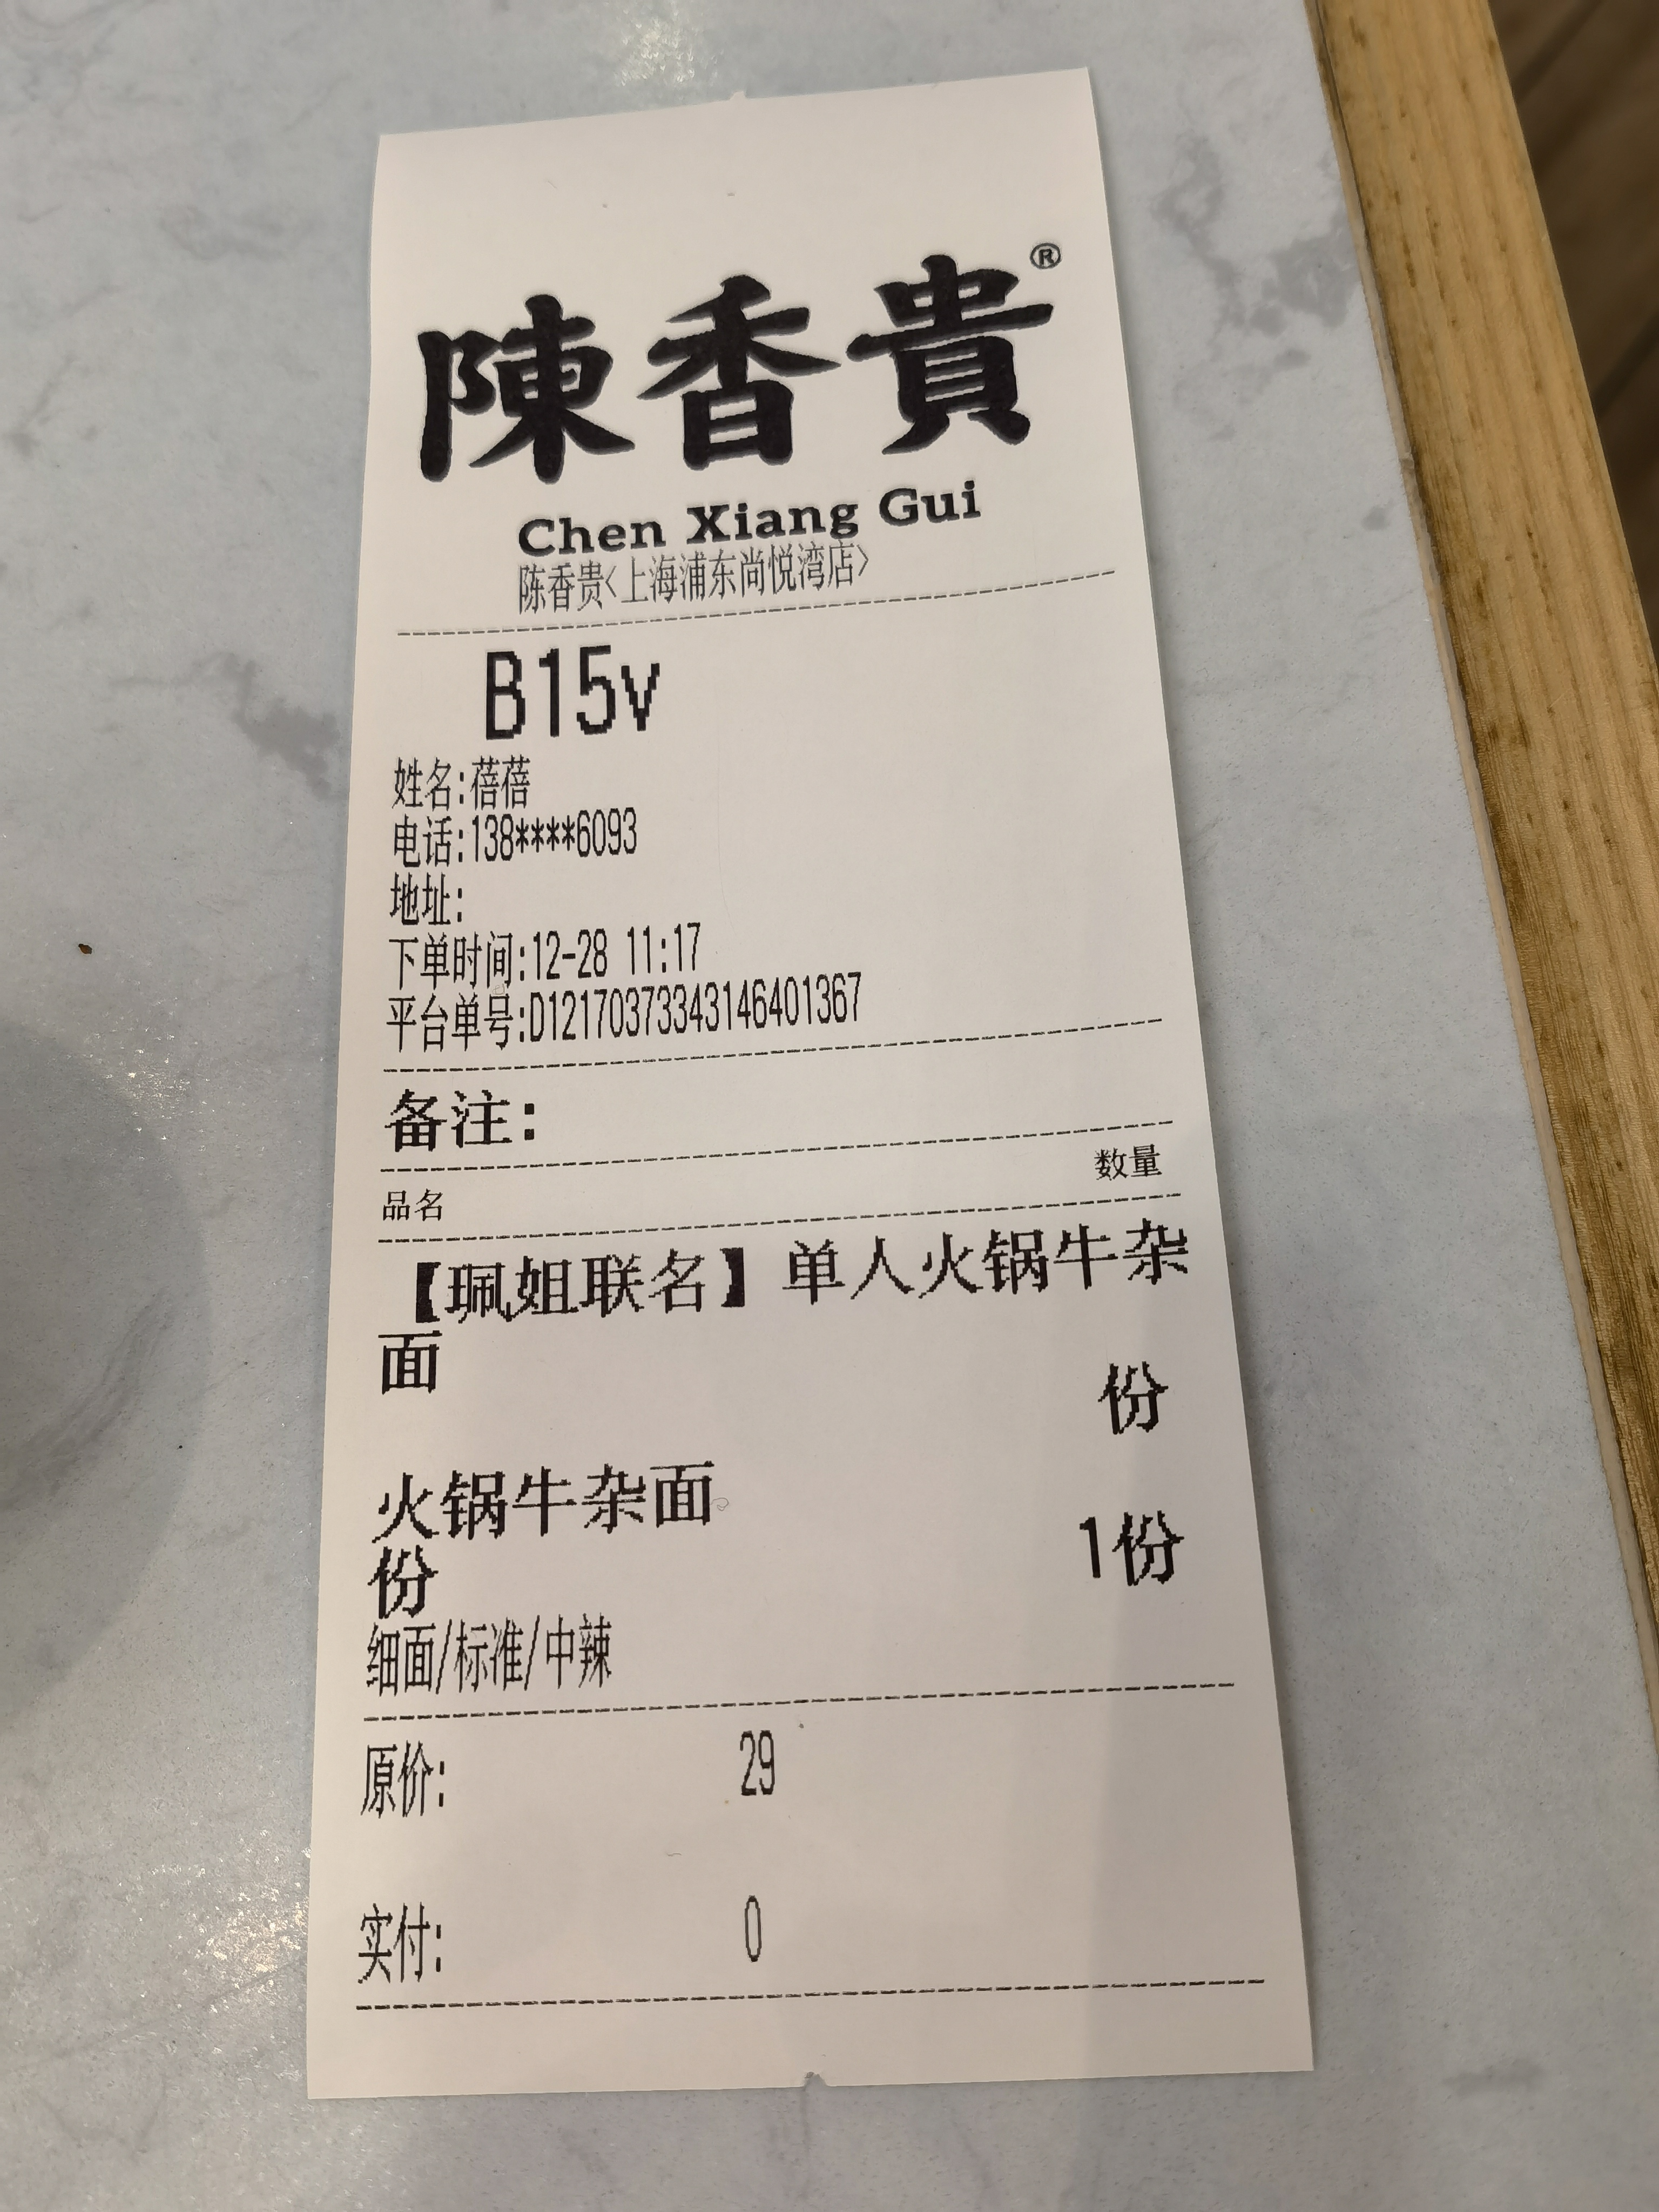 陳香貴®
Chen Xiang Gui
陈香贵<上海浦东尚悦湾店>
B15v
姓名:蓓蓓
电话:138****6093
地址:
下单时间:12-28 11:17
平台单号:D12170373343146401367
备注:
品名 数量
【珮姐联名】单人火锅牛杂
面
份
火锅牛杂面
份 1份
细面/标准/中辣
原价: 29
实付: 0